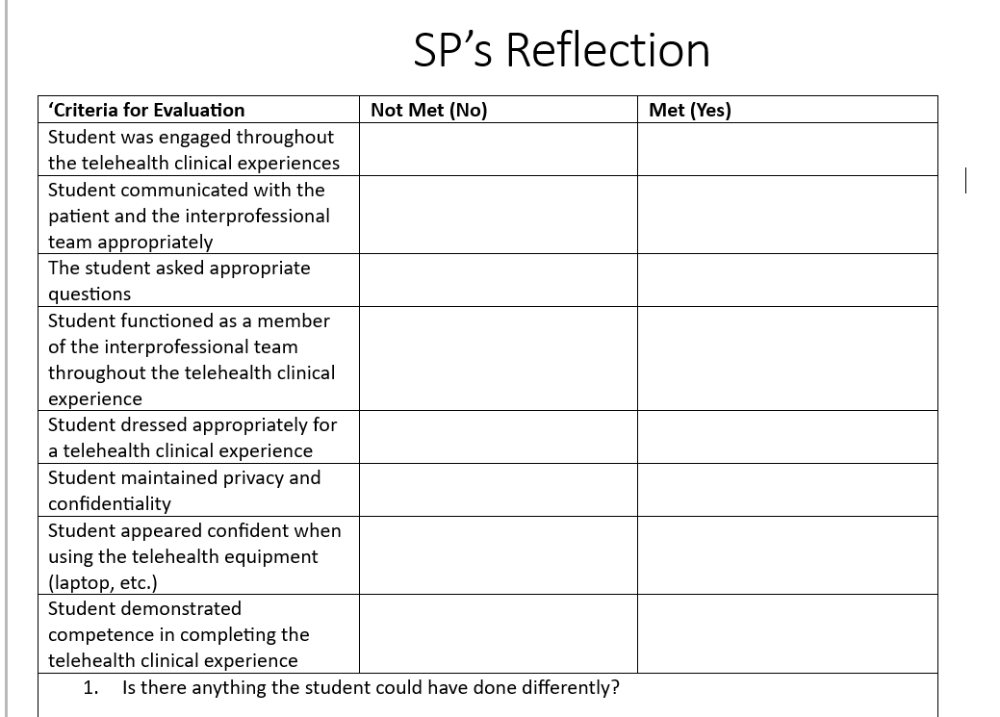 SP’s Reflection
‘Criteria for Evaluation
Not Met (No)
Met (Yes)
Student was engaged throughout
the telehealth clinical experiences
Student communicated with the
patient and the interprofessional
team appropriately
The student asked appropriate
questions
Student functioned as a member
of the interprofessional team
throughout the telehealth clinical
experience
Student dressed appropriately for
a telehealth clinical experience
Student maintained privacy and
confidentiality
Student appeared confident when
using the telehealth equipment
(laptop, etc.)
Student demonstrated
competence in completing the
telehealth clinical experience
1. Is there anything the student could have done differently?